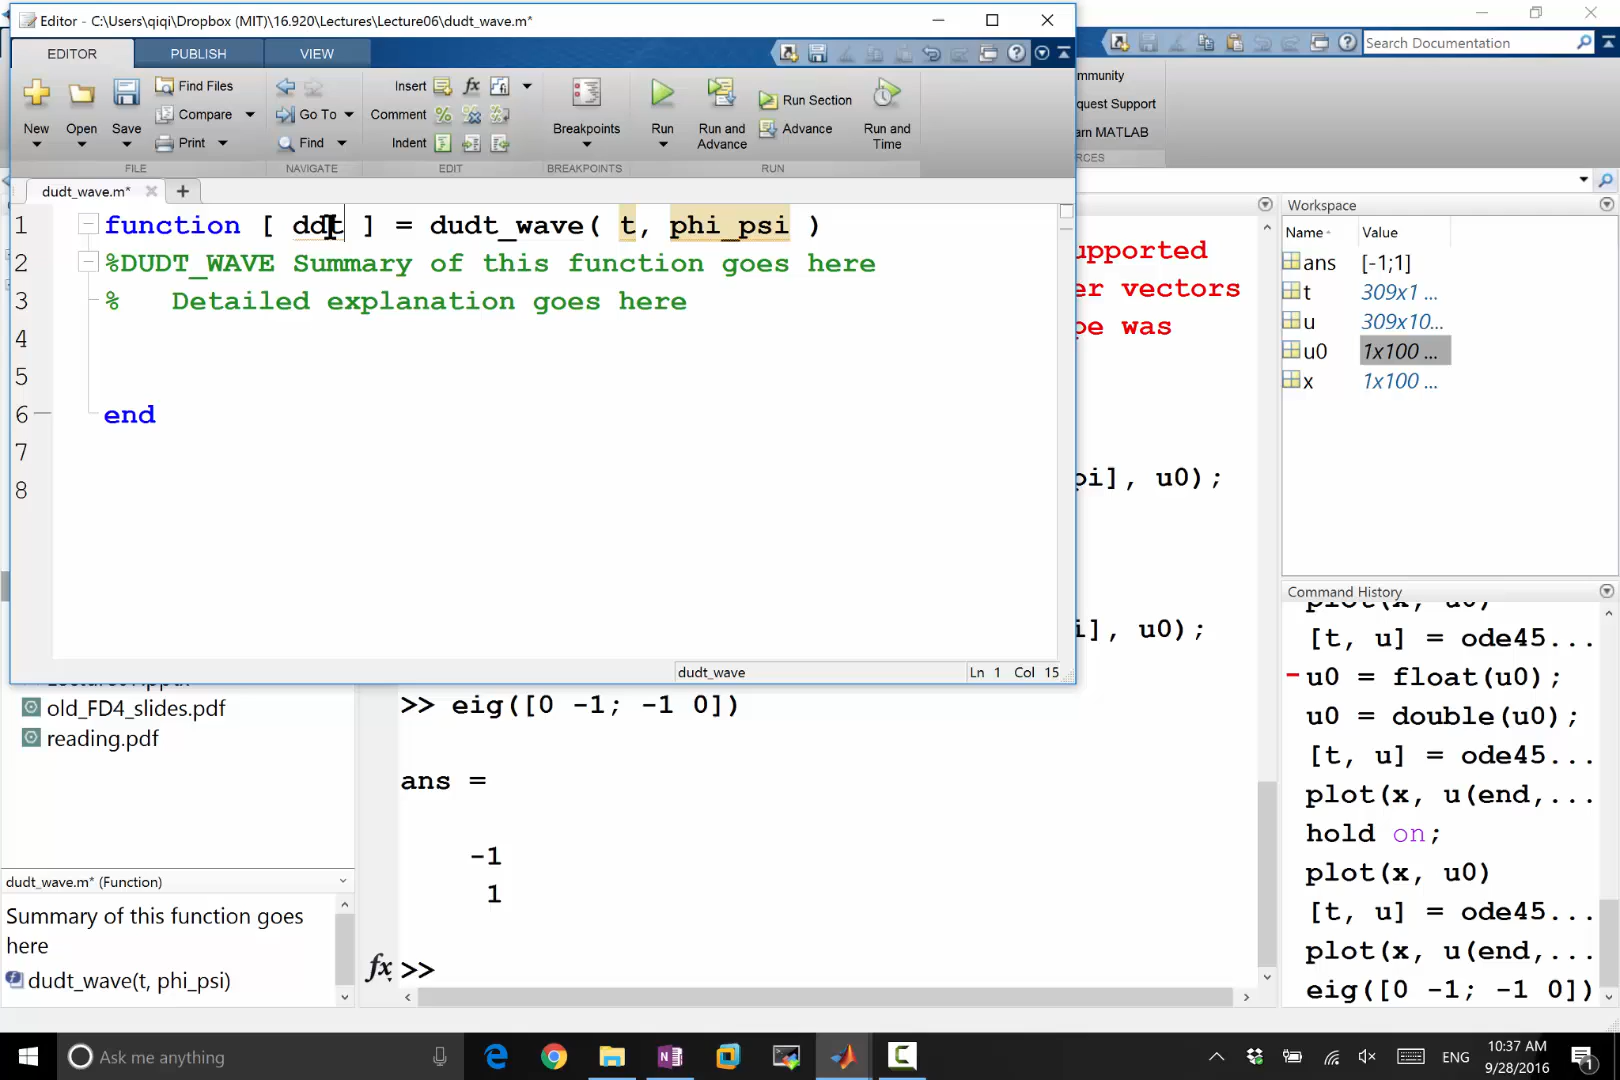 Editor - C:\Users\qiqi\Dropbox (MIT)\16.920\Lectures\Lecture06\dudt_wave.m*
EDITOR PUBLISH VIEW
Search Documentation
New
Open
Save
Find Files
Compare
Print
FILE
Go To
Find
NAVIGATE
Insert
Comment
Indent
EDIT
Breakpoints
BREAKPOINTS
Run
Run and Advance
Run Section
Advance
Run and Time
RUN
mmunity
quest Support
arn MATLAB
RCES
dudt_wave.m*
1 function [ ddt ] = dudt_wave( t, phi_psi )
2 %DUDT_WAVE Summary of this function goes here
3 % Detailed explanation goes here
4
5
6 end
7
8
dudt_wave Ln 1 Col 15
upported
er vectors
pe was
pi], u0);
i], u0);
>> eig([0 -1; -1 0])
ans =
-1
1
fx >>
Workspace
Name Value
ans [-1;1]
t 309x1 ...
u 309x10...
u0 1x100 ...
x 1x100 ...
Command History
plot(x, u0)
[t, u] = ode45...
u0 = float(u0);
u0 = double(u0);
[t, u] = ode45...
plot(x, u(end,...
hold on;
plot(x, u0)
[t, u] = ode45...
plot(x, u(end,...
eig([0 -1; -1 0])
old_FD4_slides.pdf
reading.pdf
dudt_wave.m* (Function)
Summary of this function goes
here
dudt_wave(t, phi_psi)
Ask me anything
ENG
10:37 AM
9/28/2016
1